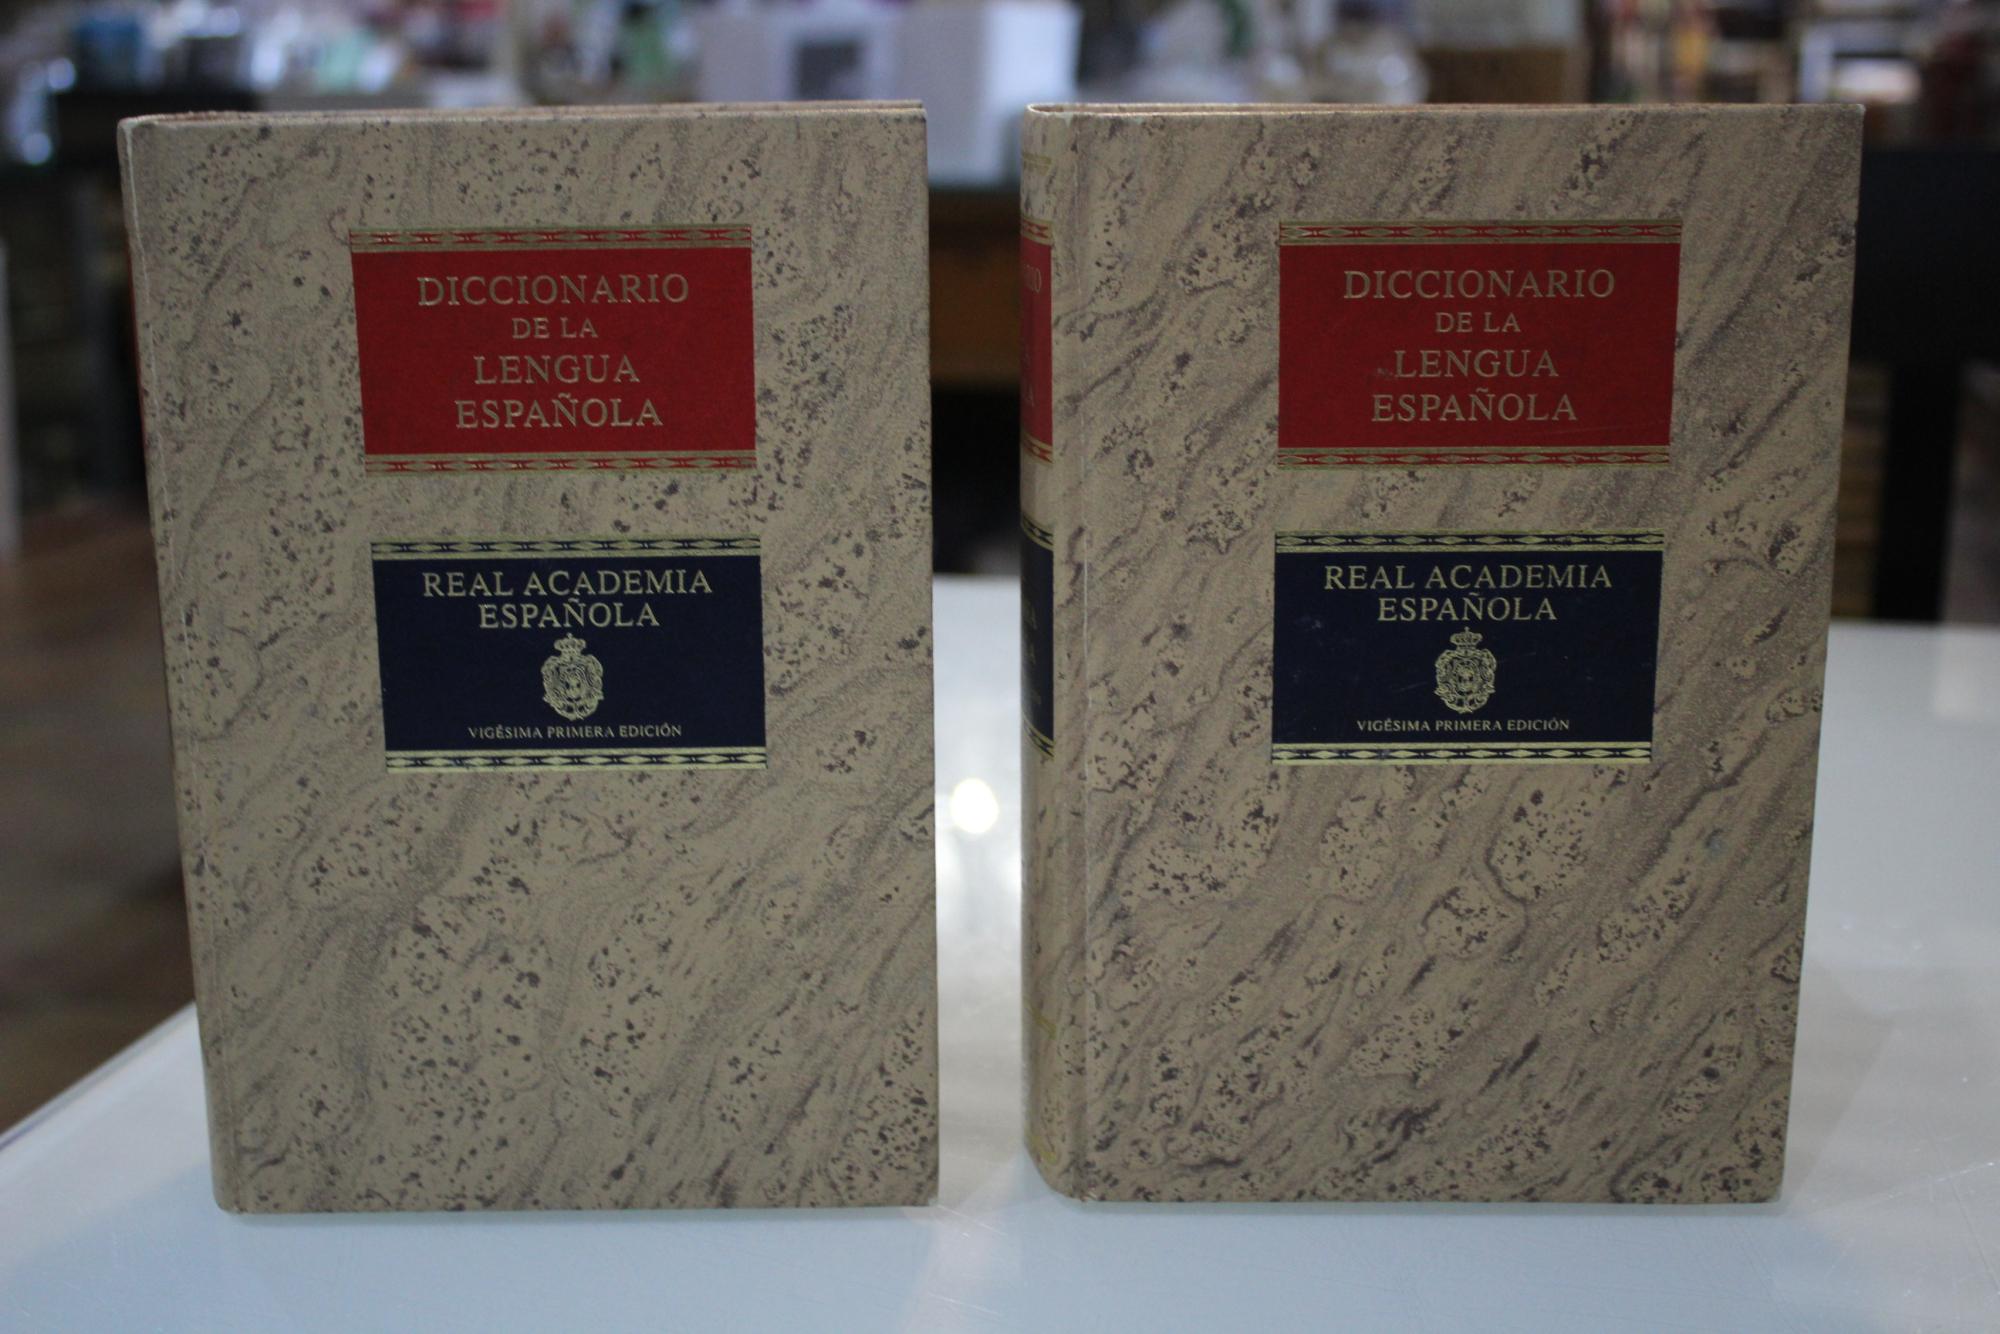 DICCIONARIO
DE LA
LENGUA
ESPAÑOLA
REAL ACADEMIA
ESPAÑOLA
VIGÉSIMA PRIMERA EDICIÓN
DICCIONARIO
DE LA
LENGUA
ESPAÑOLA
REAL ACADEMIA
ESPAÑOLA
VIGÉSIMA PRIMERA EDICIÓN